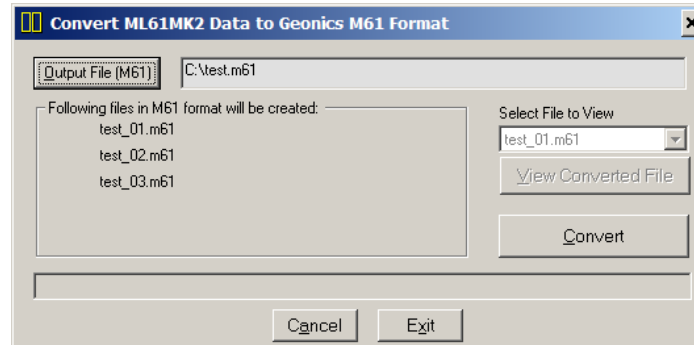 Convert ML61MK2 Data to Geonics M61 Format
Output File (M61) C:\test.m61
Following files in M61 format will be created:
test_01.m61
test_02.m61
test_03.m61
Select File to View
test_01.m61
View Converted File
Convert
Cancel Exit